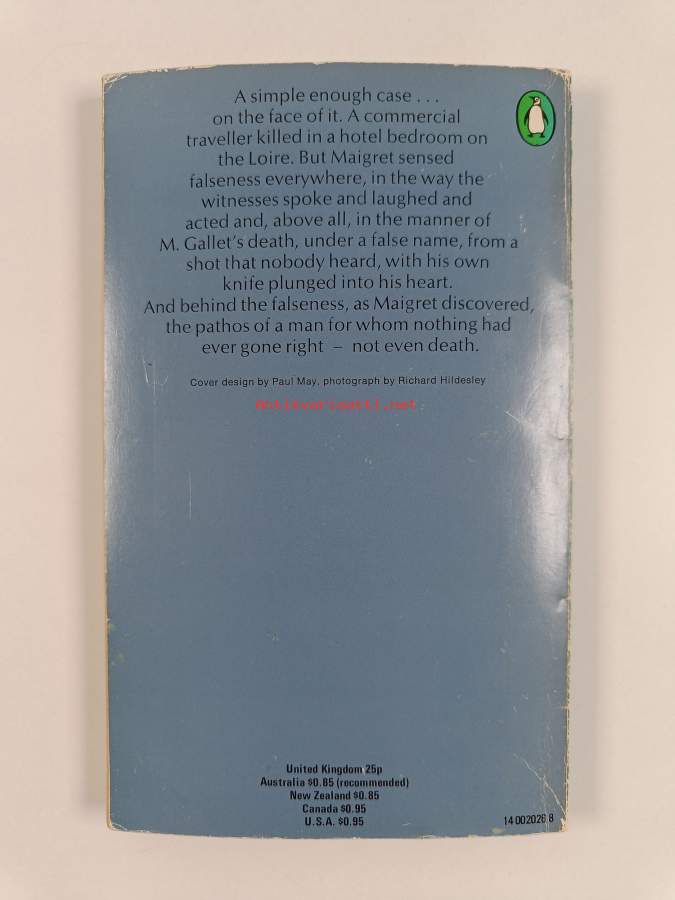 A simple enough case . . .
on the face of it. A commercial
traveller killed in a hotel bedroom on
the Loire. But Maigret sensed
falseness everywhere, in the way the
witnesses spoke and laughed and
acted and, above all, in the manner of
M. Gallet's death, under a false name, from a
shot that nobody heard, with his own
knife plunged into his heart.
And behind the falseness, as Maigret discovered,
the pathos of a man for whom nothing had
ever gone right – not even death.
Cover design by Paul May, photograph by Richard Hildesley
Antikvariaatti.net
United Kingdom 25p
Australia $0.85 (recommended)
New Zealand $0.85
Canada $0.95
U.S.A. $0.95
14 002026 8